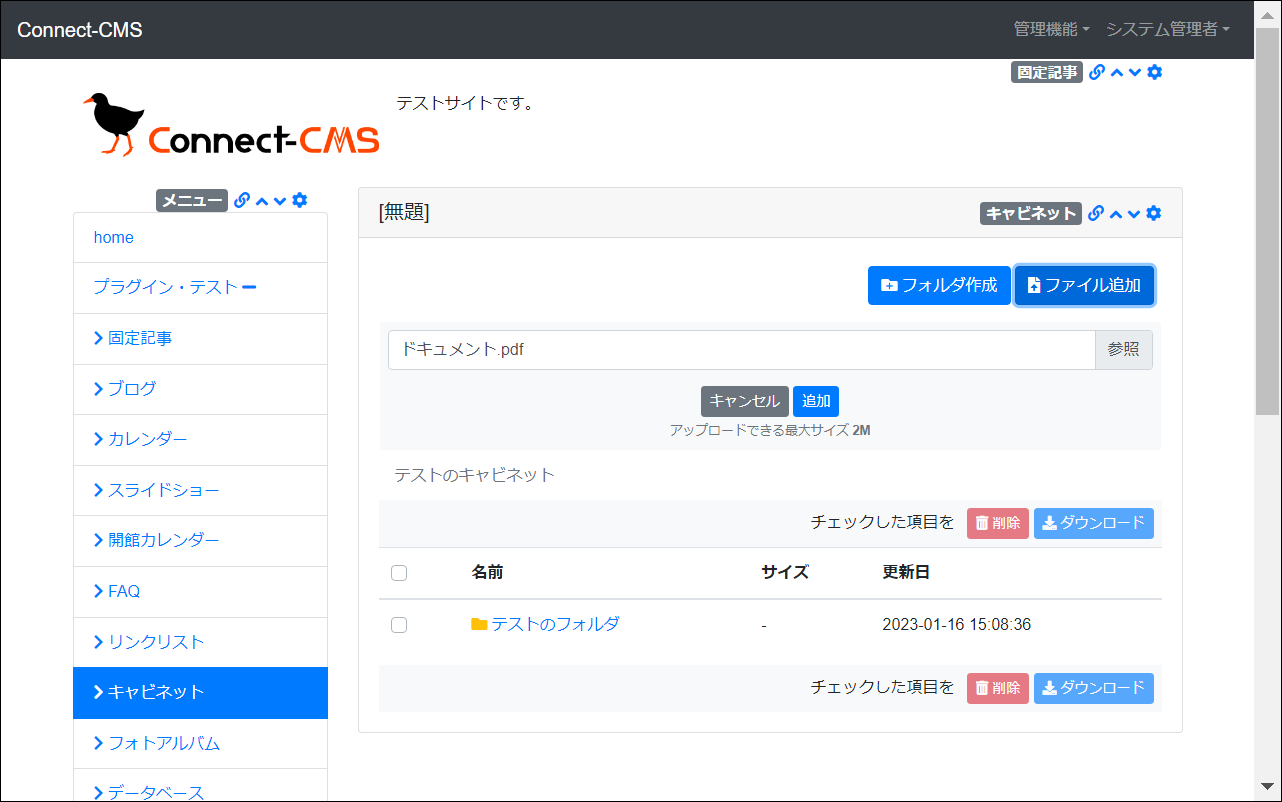 Connect-CMS
管理機能 システム管理者
固定記事
テストサイトです。
Connect-CMS
メニュー
home
プラグイン・テスト
固定記事
ブログ
カレンダー
スライドショー
開館カレンダー
FAQ
リンクリスト
キャビネット
フォトアルバム
データベース
[無題]
キャビネット
フォルダ作成 ファイル追加
ドキュメント.pdf 参照
キャンセル 追加
アップロードできる最大サイズ 2M
テストのキャビネット
チェックした項目を 削除 ダウンロード
名前 サイズ 更新日
テストのフォルダ - 2023-01-16 15:08:36
チェックした項目を 削除 ダウンロード